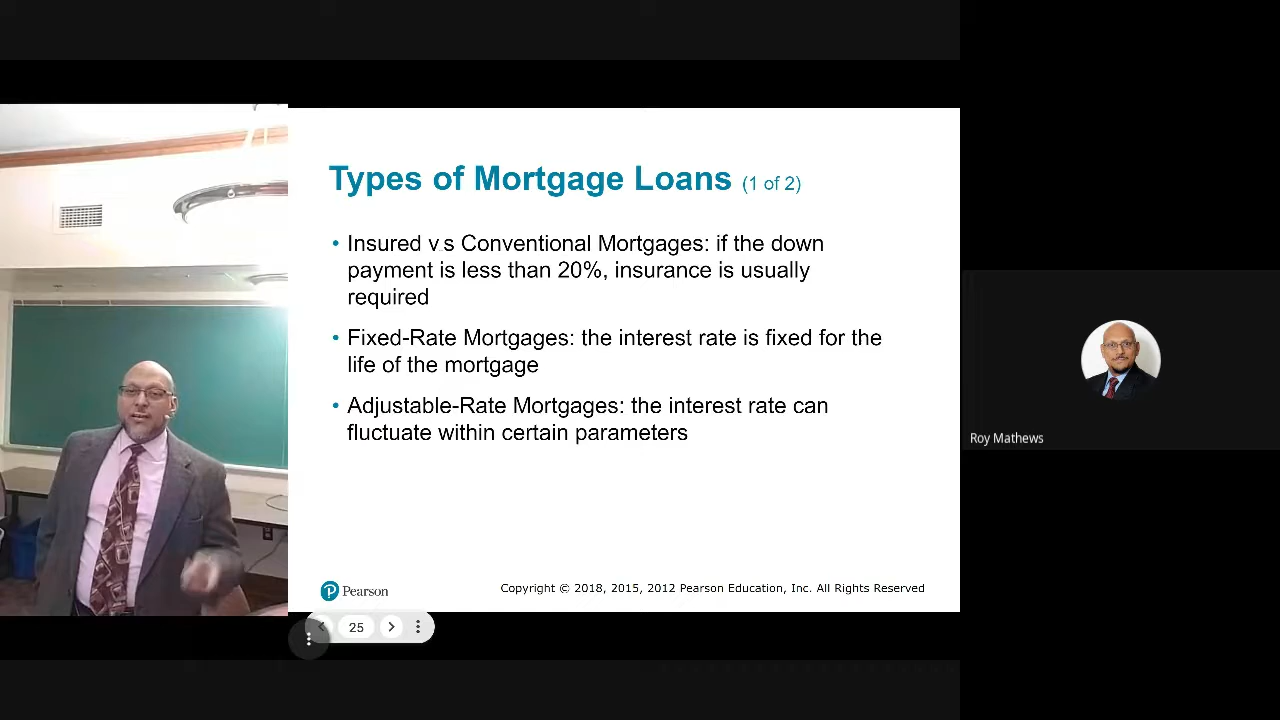 Types of Mortgage Loans (1 of 2)
• Insured v s Conventional Mortgages: if the down
payment is less than 20%, insurance is usually
required
• Fixed-Rate Mortgages: the interest rate is fixed for the
life of the mortgage
• Adjustable-Rate Mortgages: the interest rate can
fluctuate within certain parameters
Pearson
Copyright © 2018, 2015, 2012 Pearson Education, Inc. All Rights Reserved
25
Roy Mathews